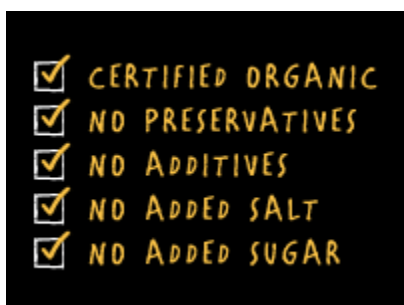 CERTIFIED ORGANIC
NO PRESERVATIVES
NO ADDITIVES
NO ADDED SALT
NO ADDED SUGAR